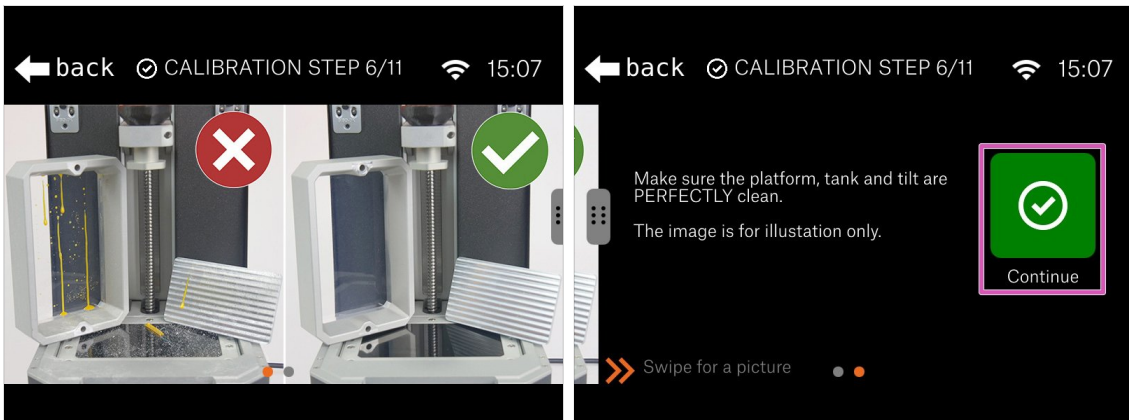 back CALIBRATION STEP 6/11 15:07
back CALIBRATION STEP 6/11 15:07
Make sure the platform, tank and tilt are
PERFECTLY clean.
The image is for illustation only.
Continue
Swipe for a picture